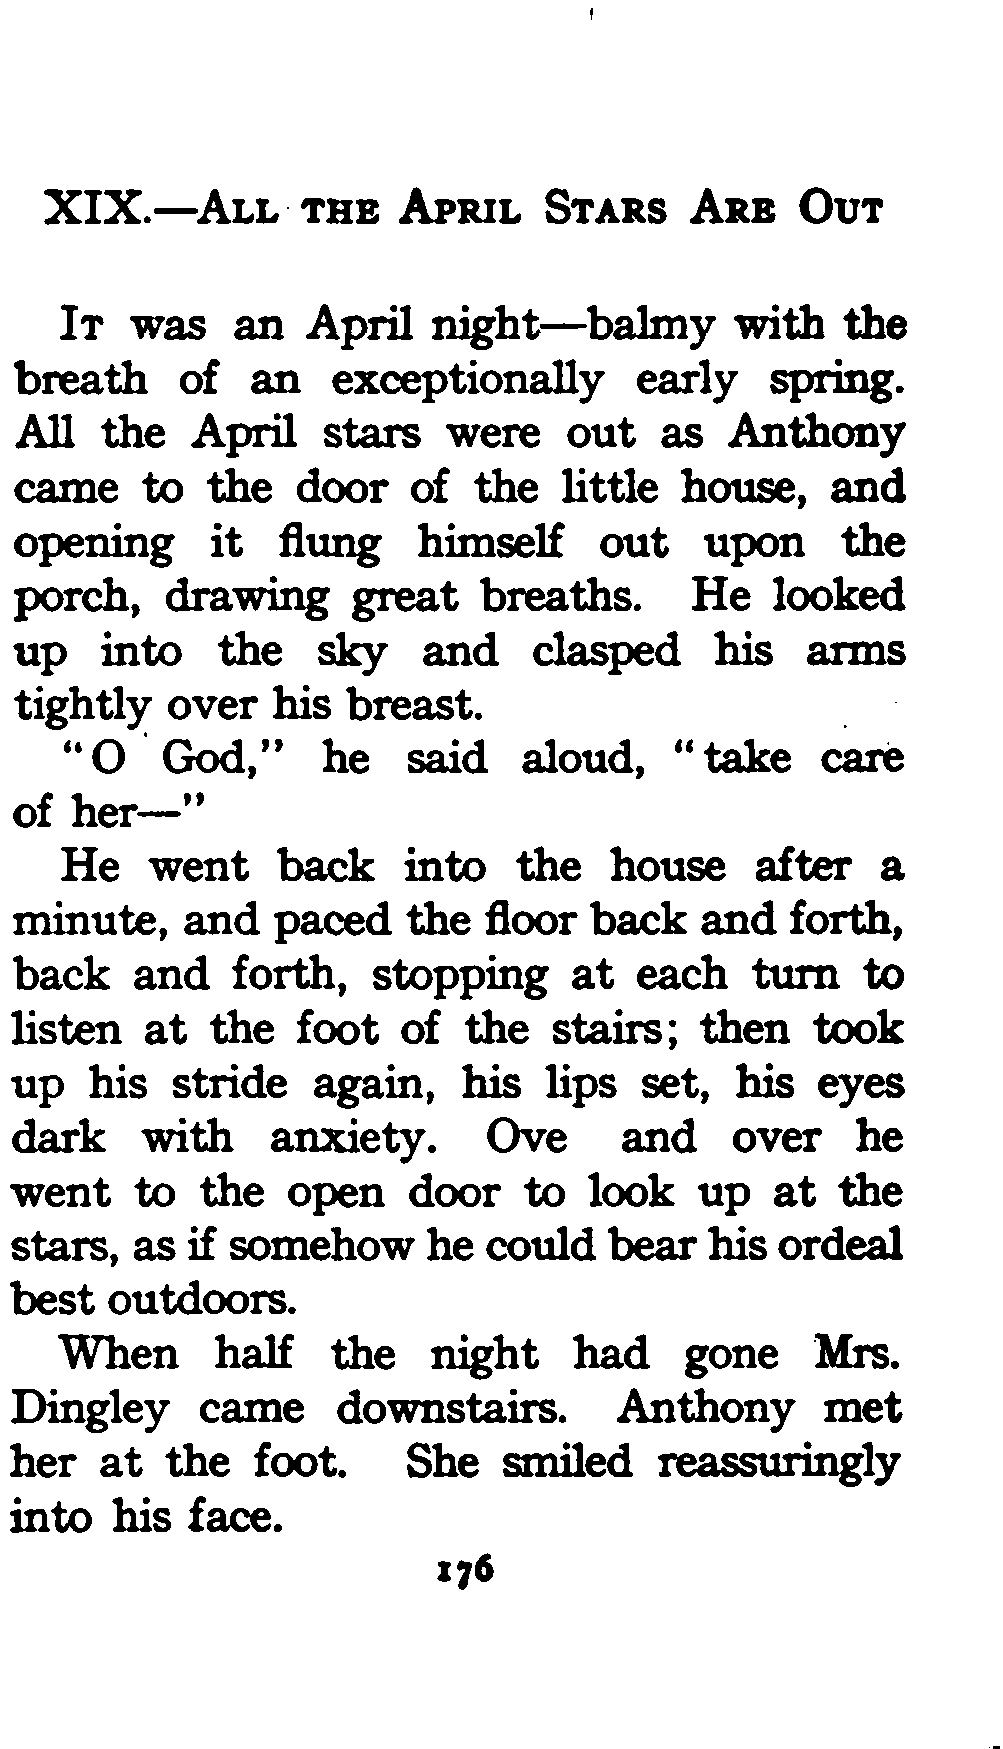 XIX.—All the April Stars Are Out
It was an April night—balmy with the
breath of an exceptionally early spring.
All the April stars were out as Anthony
came to the door of the little house, and
opening it flung himself out upon the
porch, drawing great breaths. He looked
up into the sky and clasped his arms
tightly over his breast.
"O God," he said aloud, "take care
of her—"
He went back into the house after a
minute, and paced the floor back and forth,
back and forth, stopping at each turn to
listen at the foot of the stairs; then took
up his stride again, his lips set, his eyes
dark with anxiety. Ove and over he
went to the open door to look up at the
stars, as if somehow he could bear his ordeal
best outdoors.
When half the night had gone Mrs.
Dingley came downstairs. Anthony met
her at the foot. She smiled reassuringly
into his face.
176